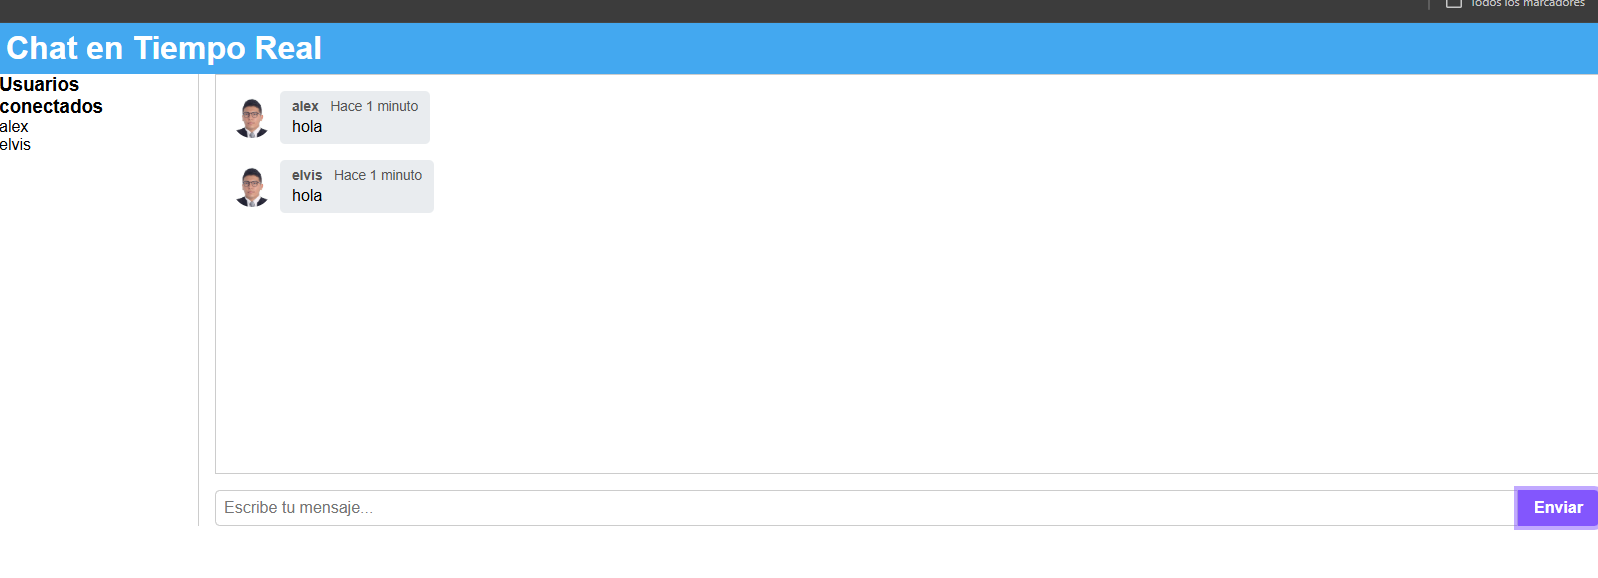 Todos los marcadores
Chat en Tiempo Real
Usuarios
conectados
alex
elvis
alex Hace 1 minuto
hola
elvis Hace 1 minuto
hola
Escribe tu mensaje...
Enviar